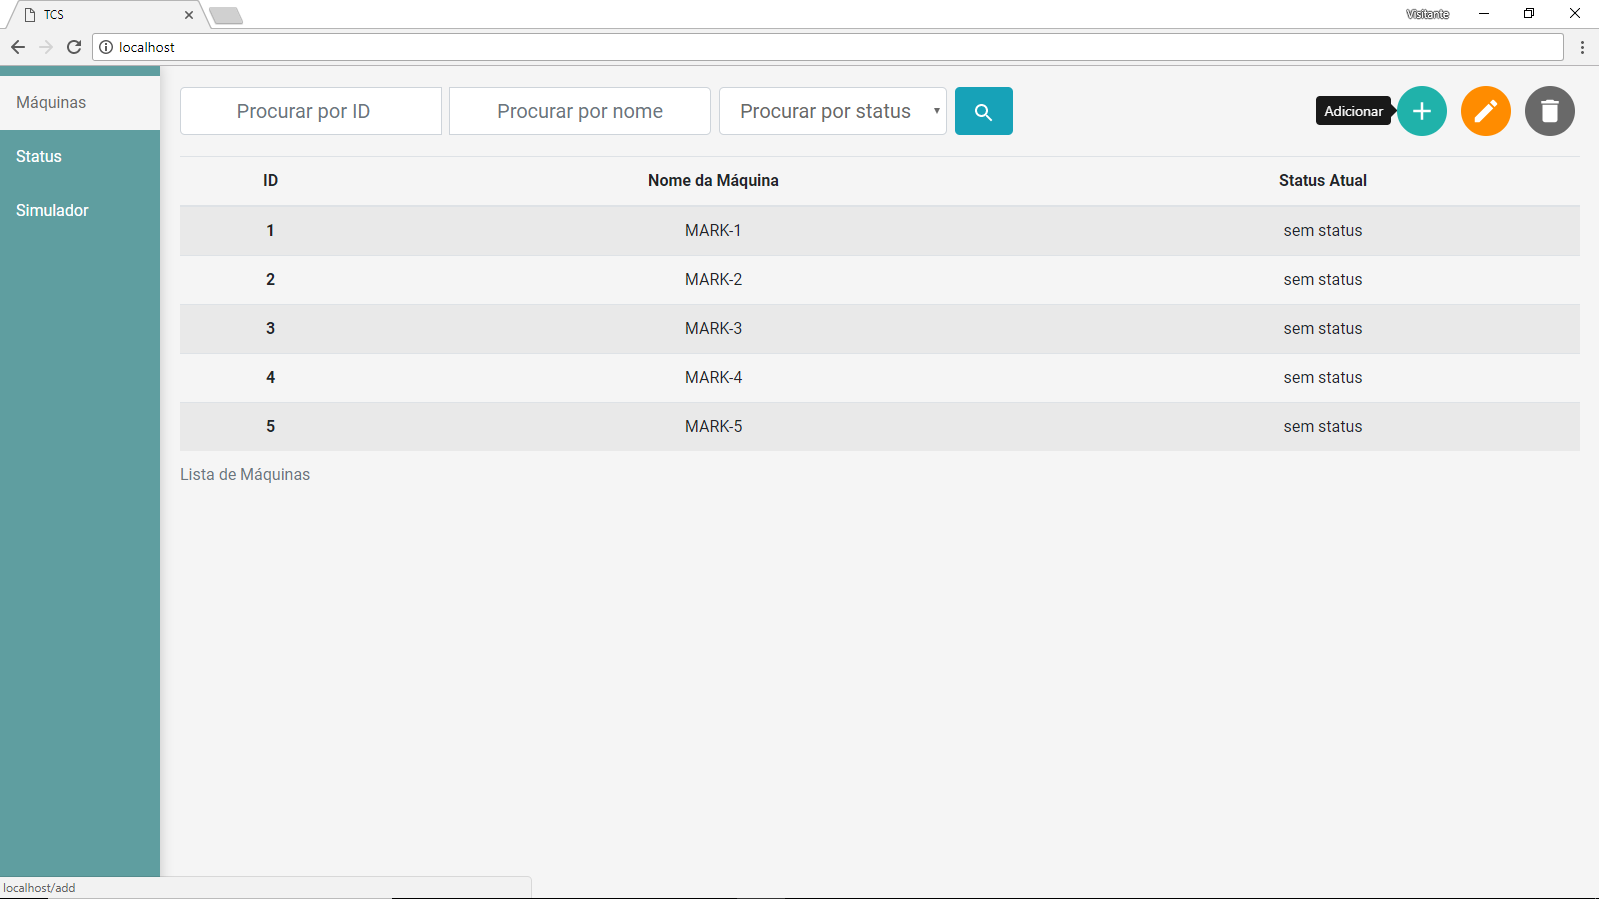 TCS
Visitante
localhost
Máquinas
Status
Simulador
Procurar por ID
Procurar por nome
Procurar por status
Adicionar
ID Nome da Máquina Status Atual
1 MARK-1 sem status
2 MARK-2 sem status
3 MARK-3 sem status
4 MARK-4 sem status
5 MARK-5 sem status
Lista de Máquinas
localhost/add